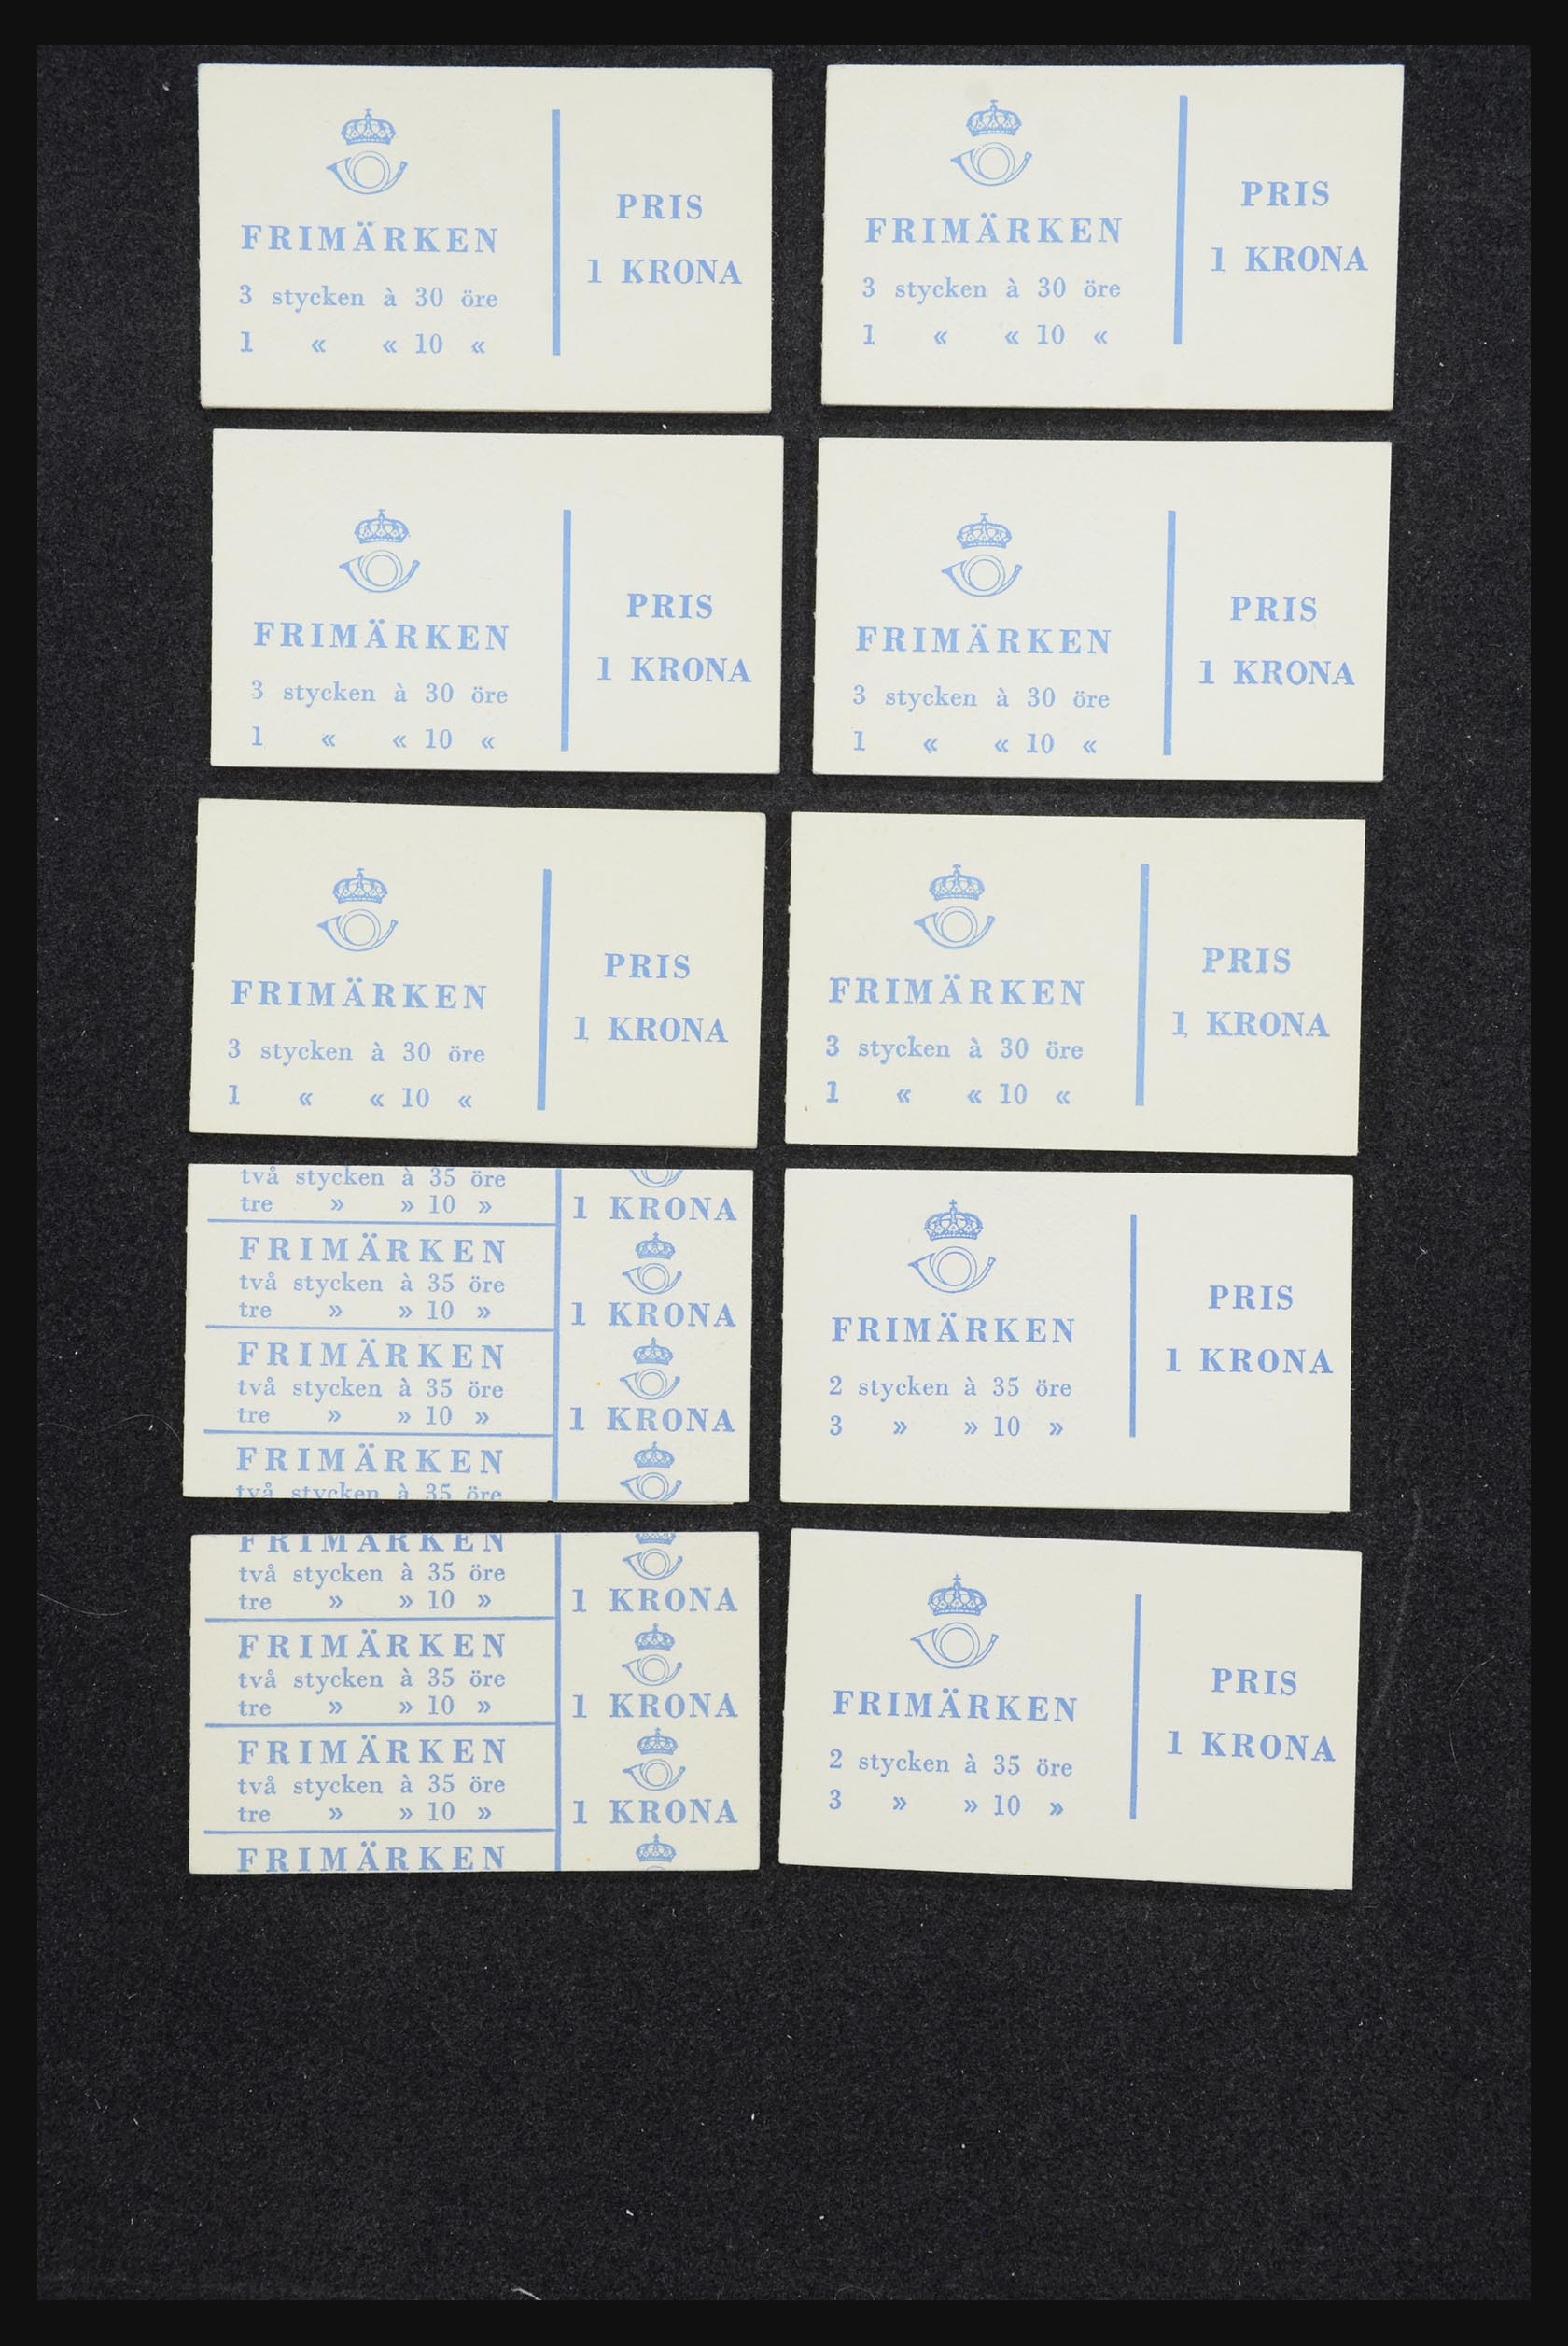 FRIMÄRKEN
3 stycken à 30 öre
1 « « 10 «
PRIS
1 KRONA
FRIMÄRKEN
3 stycken à 30 öre
1 « « 10 «
PRIS
1 KRONA
FRIMÄRKEN
3 stycken à 30 öre
1 « « 10 «
PRIS
1 KRONA
FRIMÄRKEN
3 stycken à 30 öre
1 « « 10 «
PRIS
1 KRONA
FRIMÄRKEN
3 stycken à 30 öre
1 « « 10 «
PRIS
1 KRONA
FRIMÄRKEN
3 stycken à 30 öre
1 « « 10 «
PRIS
1 KRONA
två stycken à 35 öre
tre » » 10 »
1 KRONA
FRIMÄRKEN
två stycken à 35 öre
tre » » 10 »
1 KRONA
FRIMÄRKEN
två stycken à 35 öre
tre » » 10 »
1 KRONA
FRIMÄRKEN
två stycken à 35 öre
FRIMÄRKEN
2 stycken à 35 öre
3 » » 10 »
PRIS
1 KRONA
FRIMÄRKEN
två stycken à 35 öre
tre » » 10 »
1 KRONA
FRIMÄRKEN
två stycken à 35 öre
tre » » 10 »
1 KRONA
FRIMÄRKEN
två stycken à 35 öre
tre » » 10 »
1 KRONA
FRIMÄRKEN
FRIMÄRKEN
2 stycken à 35 öre
3 » » 10 »
PRIS
1 KRONA